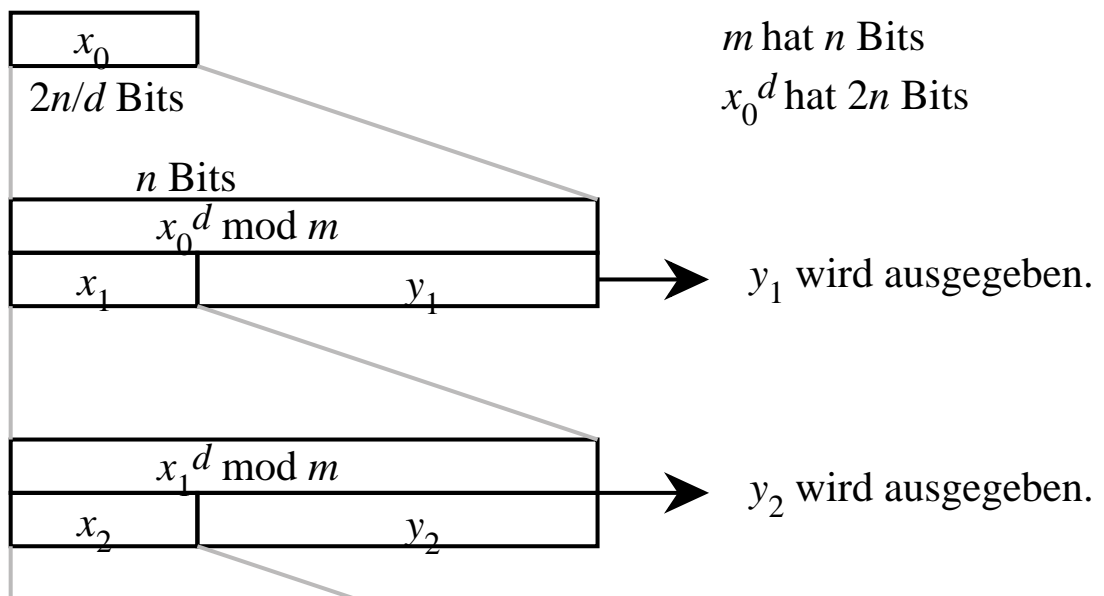 x₀
m hat n Bits
2n/d Bits
x₀ᵈ hat 2n Bits
n Bits
x₀ᵈ mod m
x₁ y₁
y₁ wird ausgegeben.
x₁ᵈ mod m
y₂ wird ausgegeben.
x₂ y₂